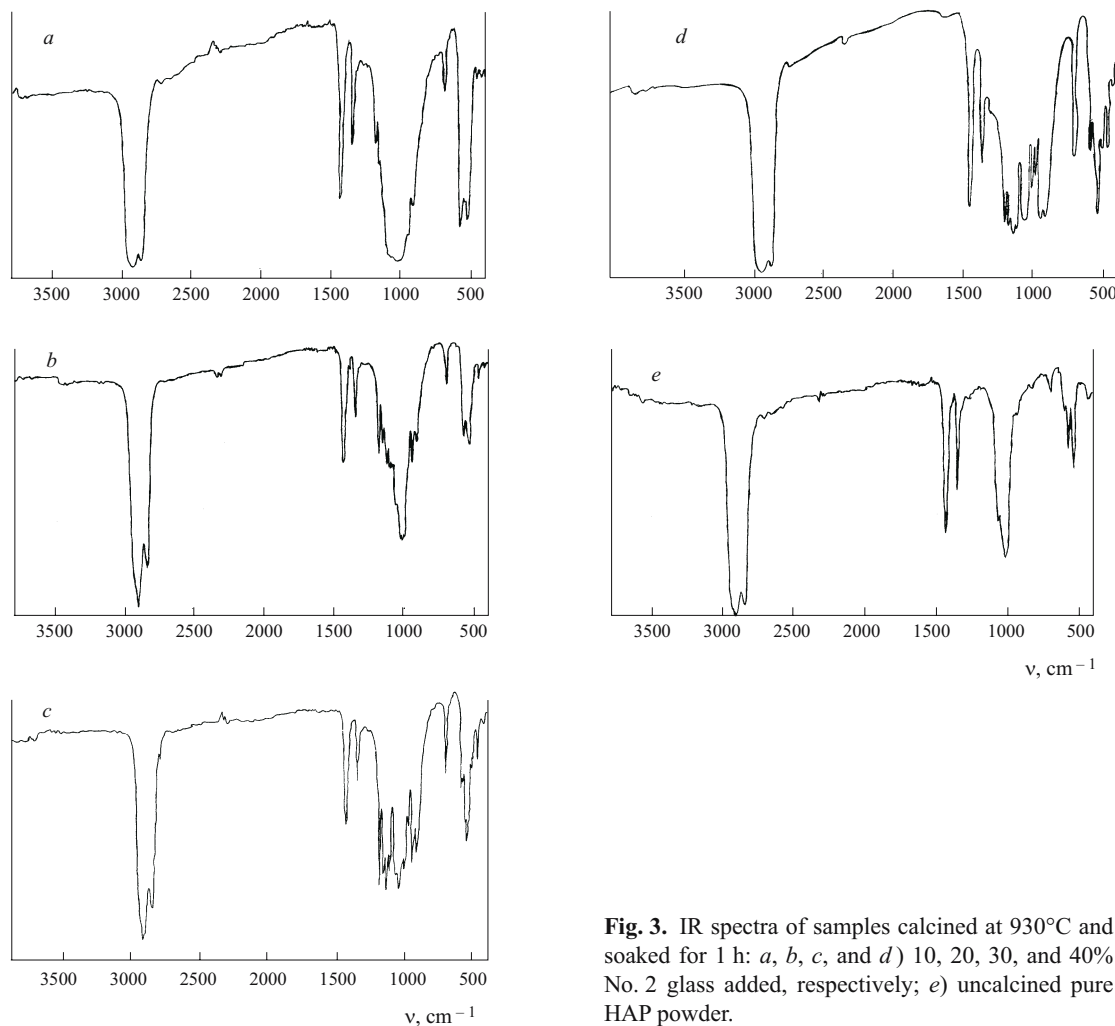 a
3500 3000 2500 2000 1500 1000 500
b
3500 3000 2500 2000 1500 1000 500
c
3500 3000 2500 2000 1500 1000 500
ν, cm – 1
d
3500 3000 2500 2000 1500 1000 500
e
3500 3000 2500 2000 1500 1000 500
ν, cm – 1
Fig. 3. IR spectra of samples calcined at 930°C and
soaked for 1 h: a, b, c, and d ) 10, 20, 30, and 40%
No. 2 glass added, respectively; e) uncalcined pure
HAP powder.